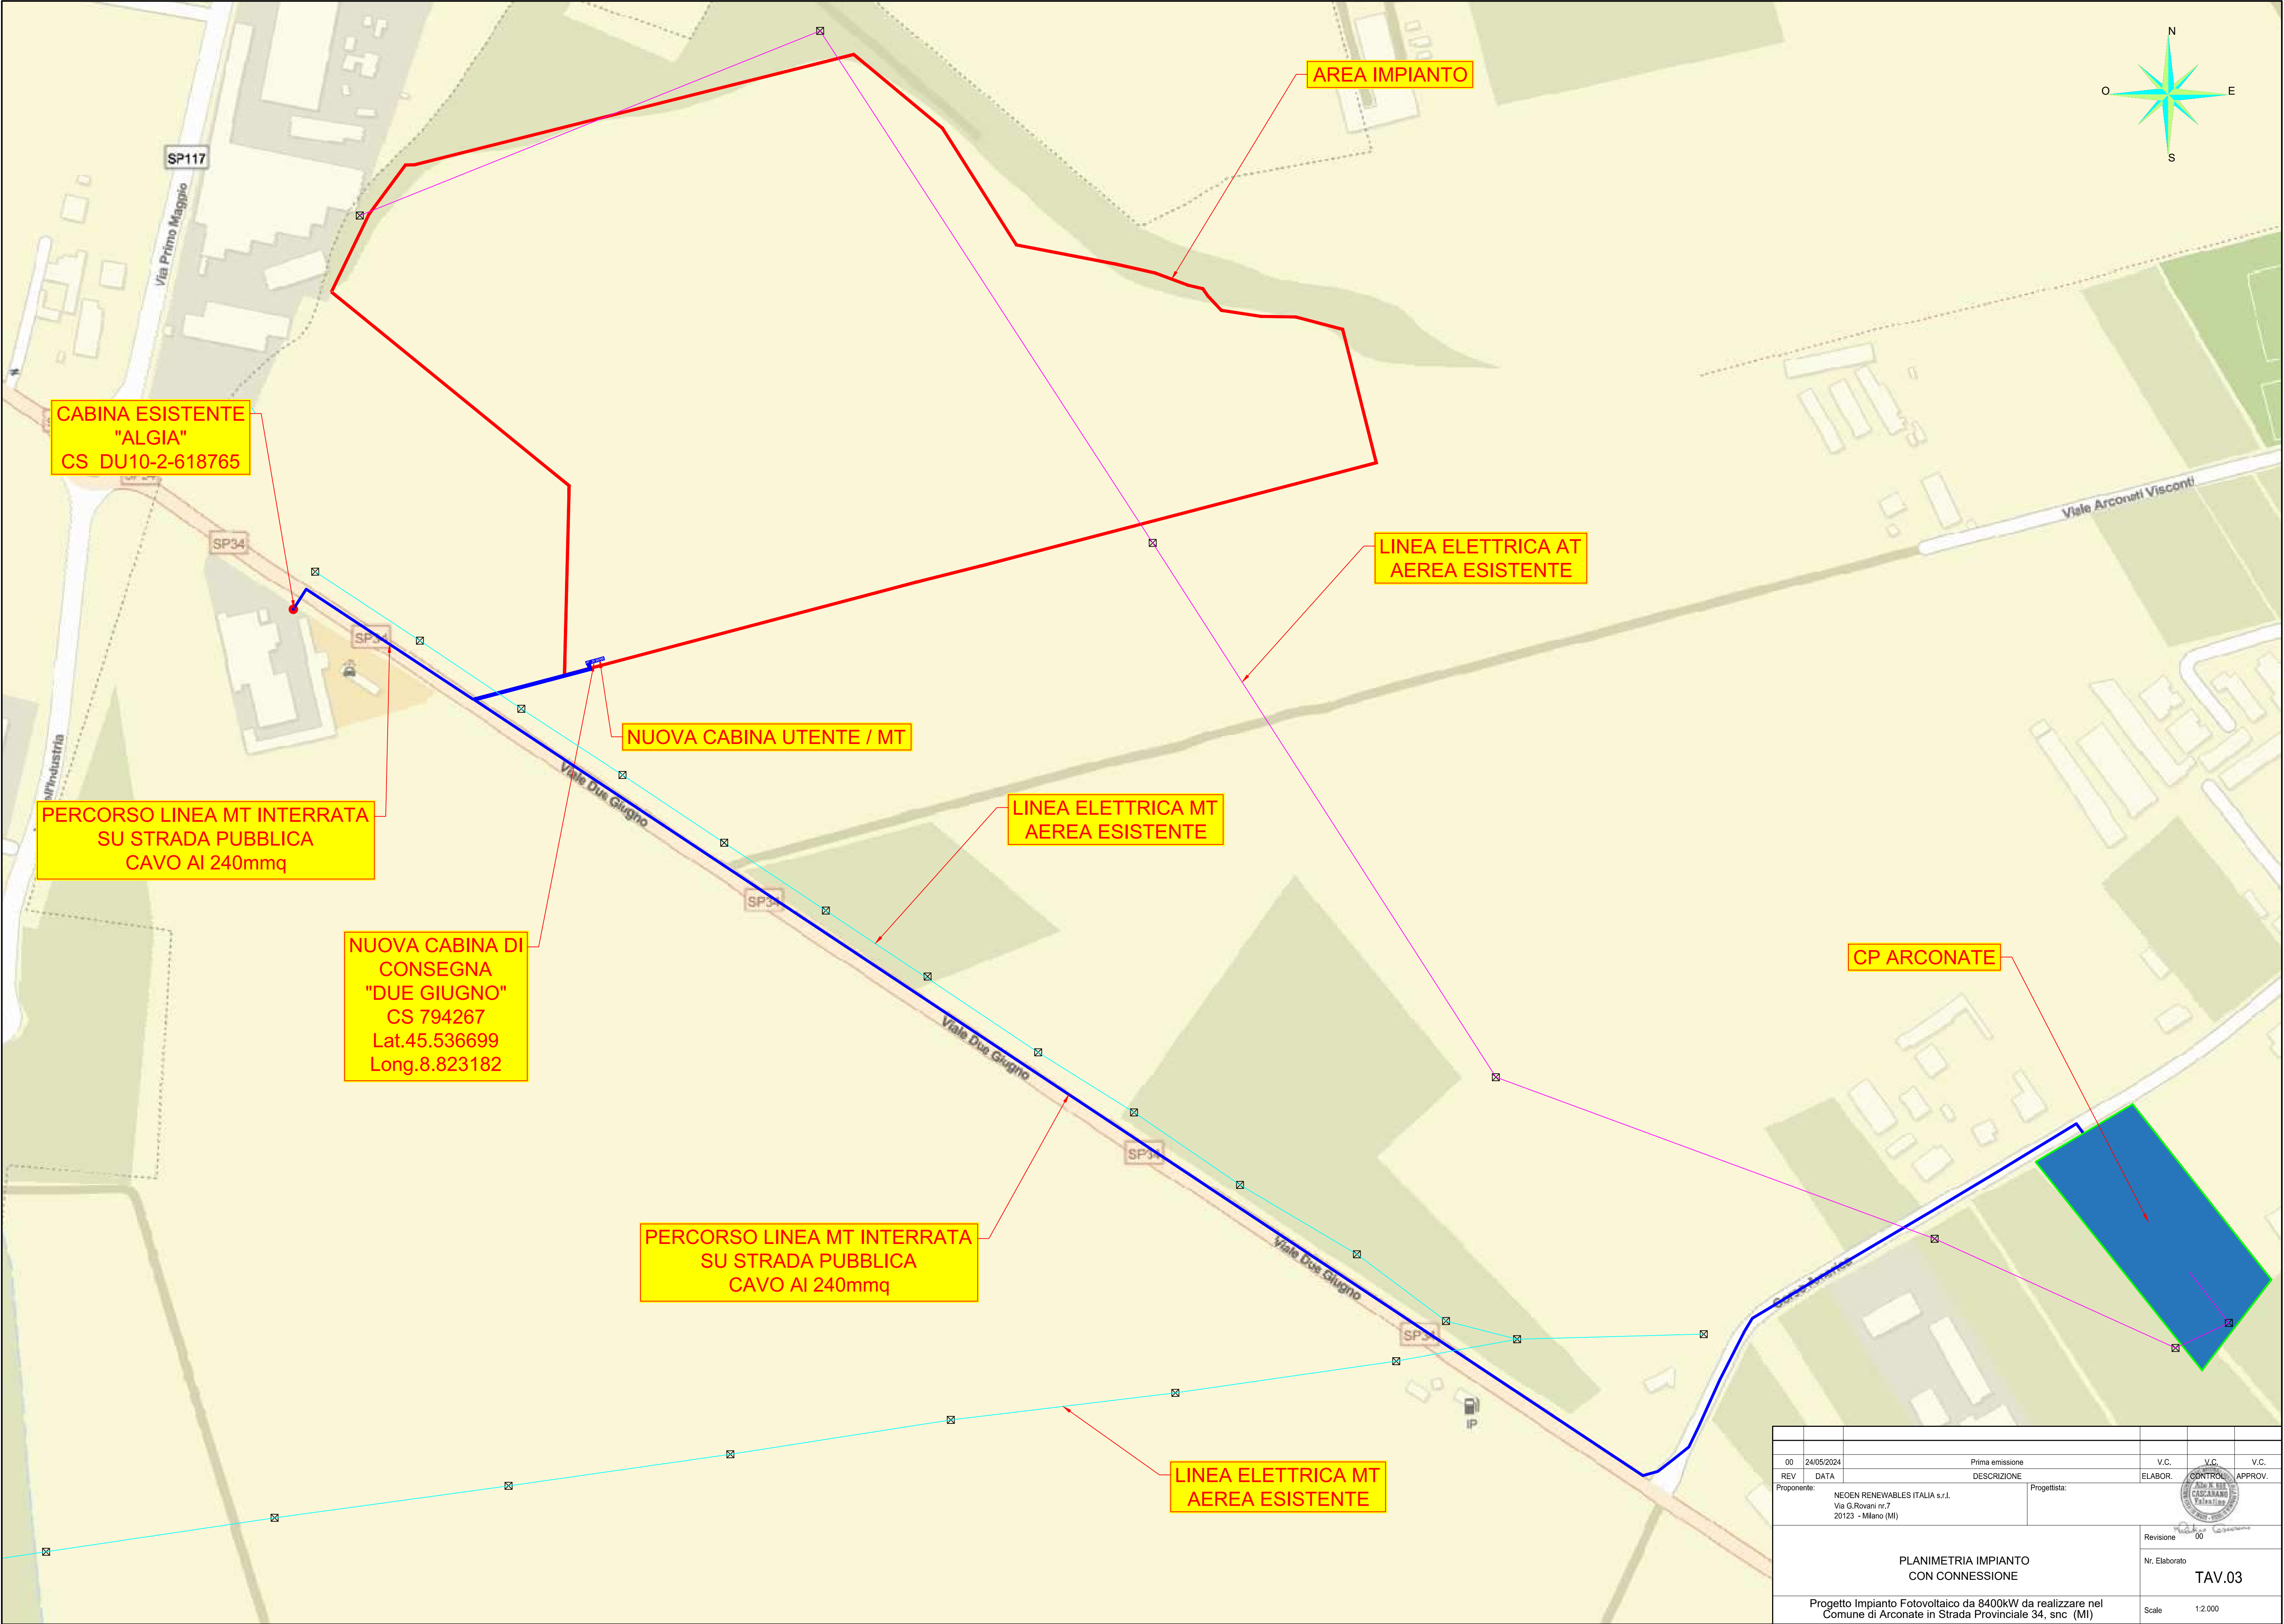 N
O
E
S
AREA IMPIANTO
SP117
Via Primo Maggio
CABINA ESISTENTE
"ALGIA"
CS DU10-2-618765
SP34
SP34
Viale Arconati Visconti
LINEA ELETTRICA AT
AEREA ESISTENTE
NUOVA CABINA UTENTE / MT
Viale Due Giugno
PERCORSO LINEA MT INTERRATA
SU STRADA PUBBLICA
CAVO Al 240mmq
LINEA ELETTRICA MT
AEREA ESISTENTE
SP34
NUOVA CABINA DI
CONSEGNA
"DUE GIUGNO"
CS 794267
Lat.45.536699
Long.8.823182
CP ARCONATE
Viale Due Giugno
SP34
PERCORSO LINEA MT INTERRATA
SU STRADA PUBBLICA
CAVO Al 240mmq
Viale Due Giugno
SP34
IP
LINEA ELETTRICA MT
AEREA ESISTENTE
00 24/05/2024 Prima emissione V.C. V.C. V.C.
REV DATA DESCRIZIONE ELABOR. CONTROL. APPROV.
Proponente:
NEOEN RENEWABLES ITALIA s.r.l.
Via G.Rovani nr.7
20123 - Milano (MI)
Progettista:
CASCARANO
Valentino
Revisione 00
PLANIMETRIA IMPIANTO
CON CONNESSIONE
Nr. Elaborato
TAV.03
Progetto Impianto Fotovoltaico da 8400kW da realizzare nel
Comune di Arconate in Strada Provinciale 34, snc (MI)
Scale 1:2.000